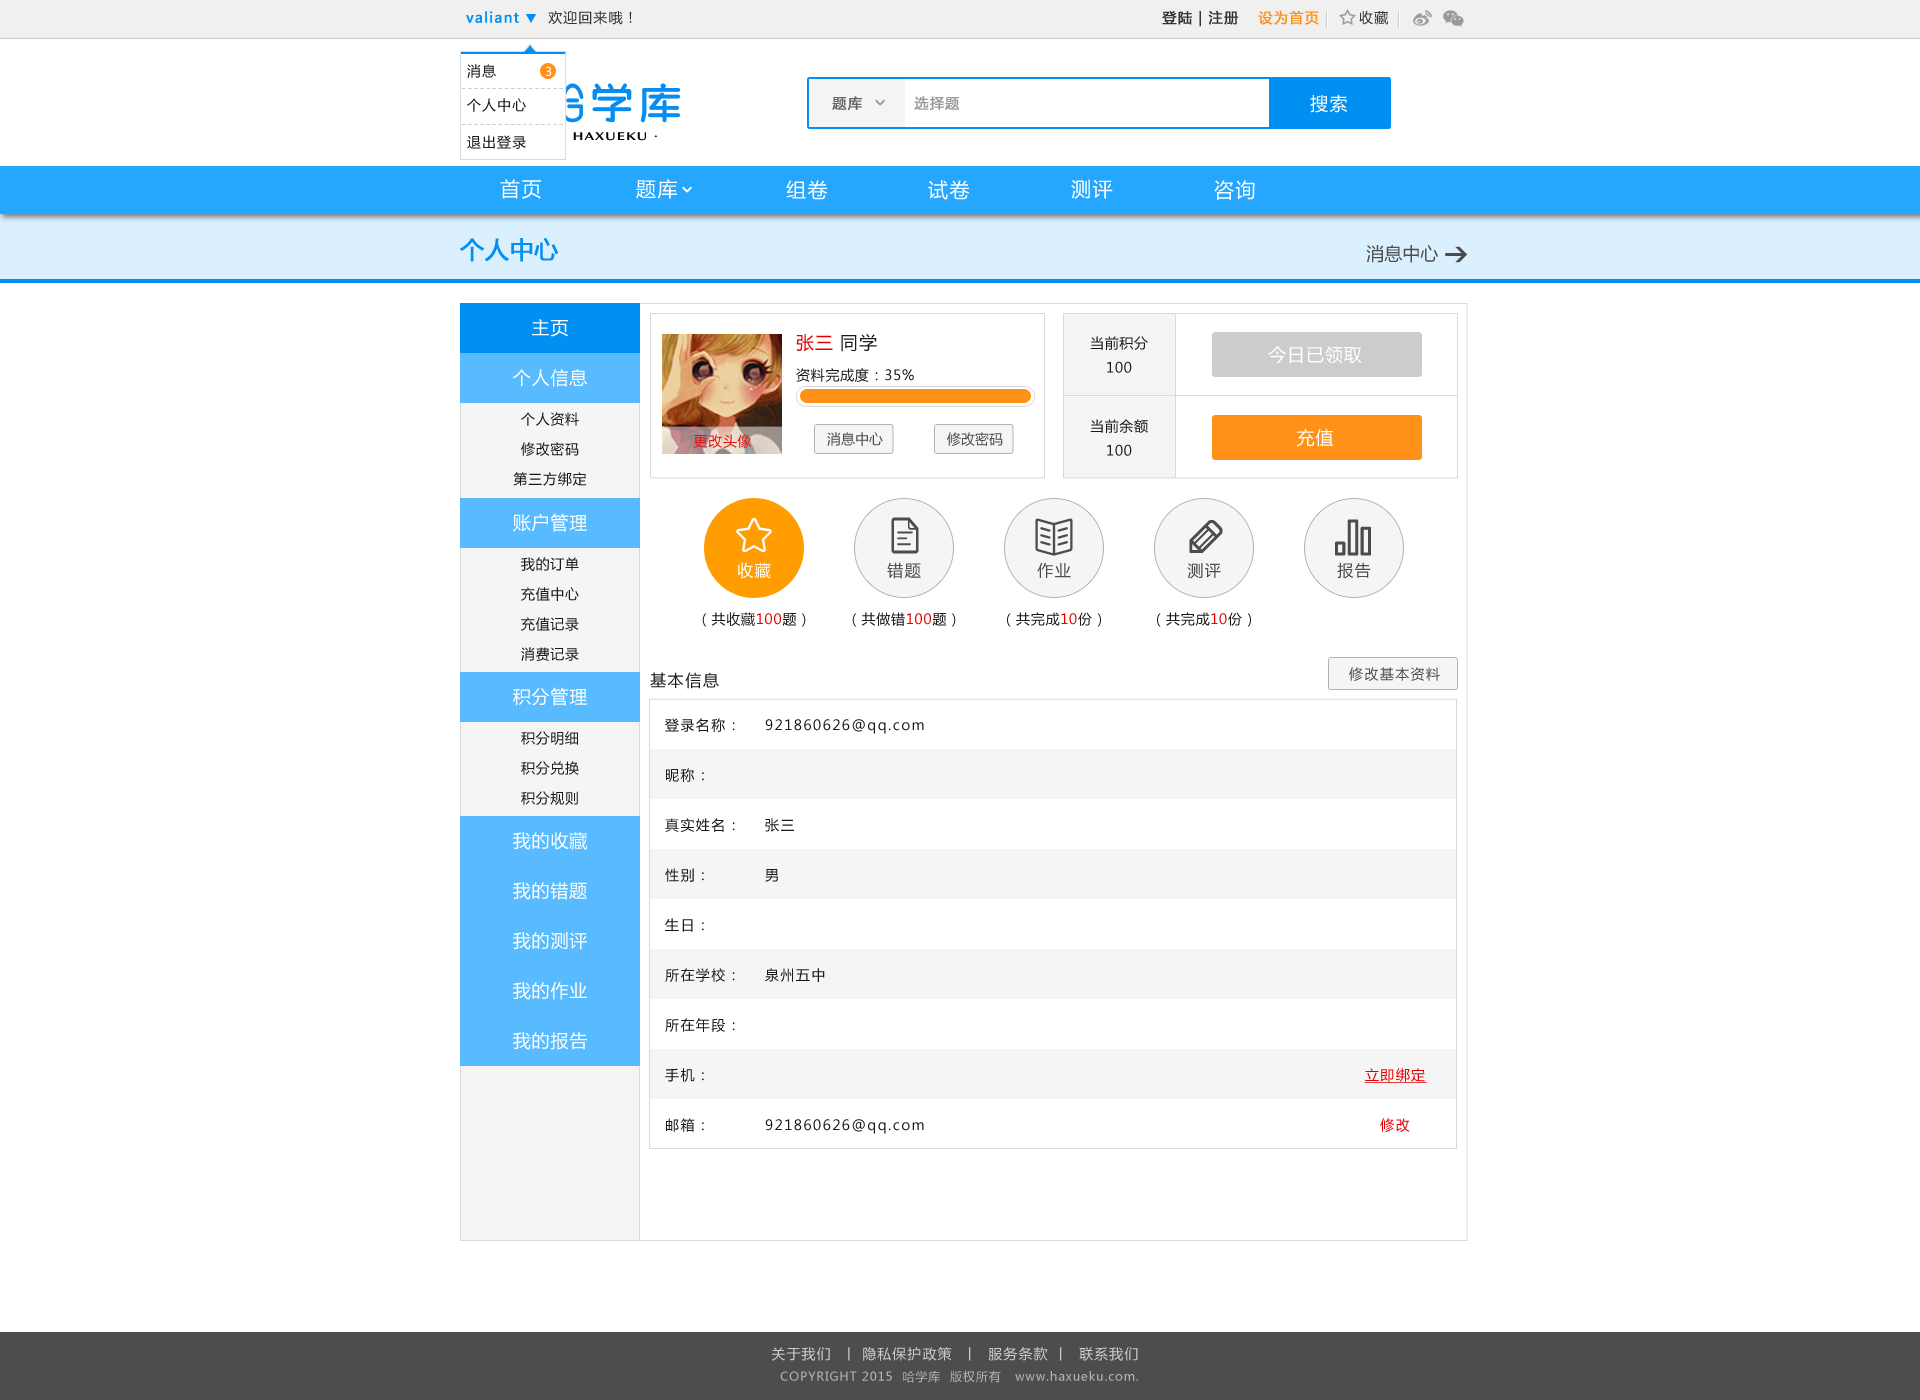 valiant ▼ 欢迎回来哦！
登陆 | 注册 设为首页 收藏
消息 3
个人中心
退出登录
学库
HAXUEKU ·
题库 选择题 搜索
首页 题库 组卷 试卷 测评 咨询
个人中心 消息中心
主页
个人信息
个人资料
修改密码
第三方绑定
账户管理
我的订单
充值中心
充值记录
消费记录
积分管理
积分明细
积分兑换
积分规则
我的收藏
我的错题
我的测评
我的作业
我的报告
张三 同学
资料完成度：35%
更改头像
消息中心 修改密码
当前积分
100
今日已领取
当前余额
100
充值
收藏 错题 作业 测评 报告
（共收藏100题） （共做错100题） （共完成10份） （共完成10份）
基本信息 修改基本资料
登录名称： 921860626@qq.com
昵称：
真实姓名： 张三
性别： 男
生日：
所在学校： 泉州五中
所在年段：
手机： 立即绑定
邮箱： 921860626@qq.com 修改
关于我们 | 隐私保护政策 | 服务条款 | 联系我们
COPYRIGHT 2015 哈学库 版权所有 www.haxueku.com.